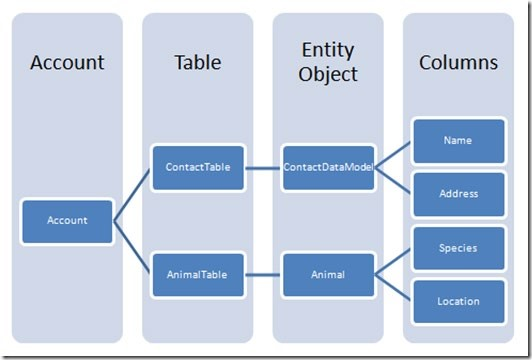 Account
Table
Entity
Object
Columns
Account
ContactTable
AnimalTable
ContactDataModel
Animal
Name
Address
Species
Location